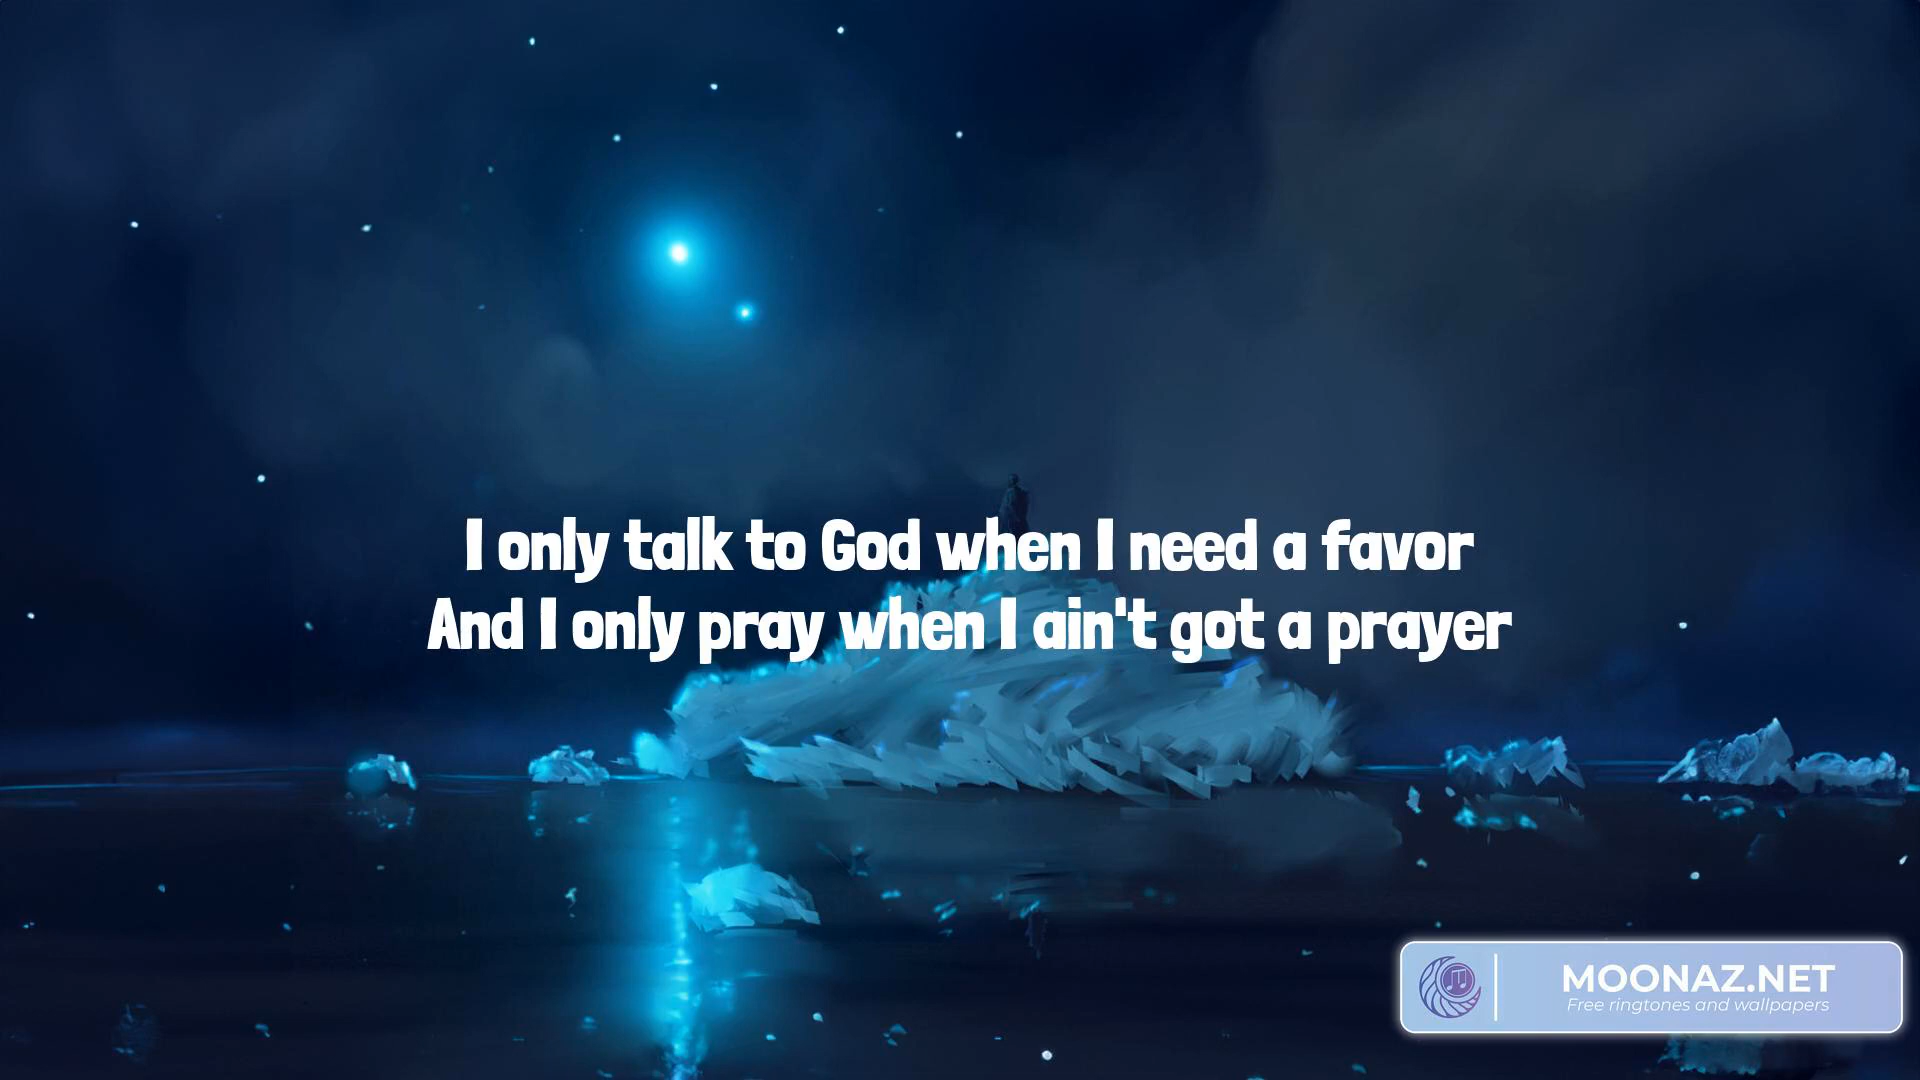 I only talk to God when I need a favor
And I only pray when I ain't got a prayer
MOONAZ.NET
Free ringtones and wallpapers